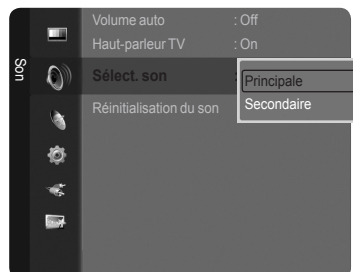 Son
Volume auto : Off
Haut-parleur TV : On
Sélect. son :
Principale
Secondaire
Réinitialisation du son